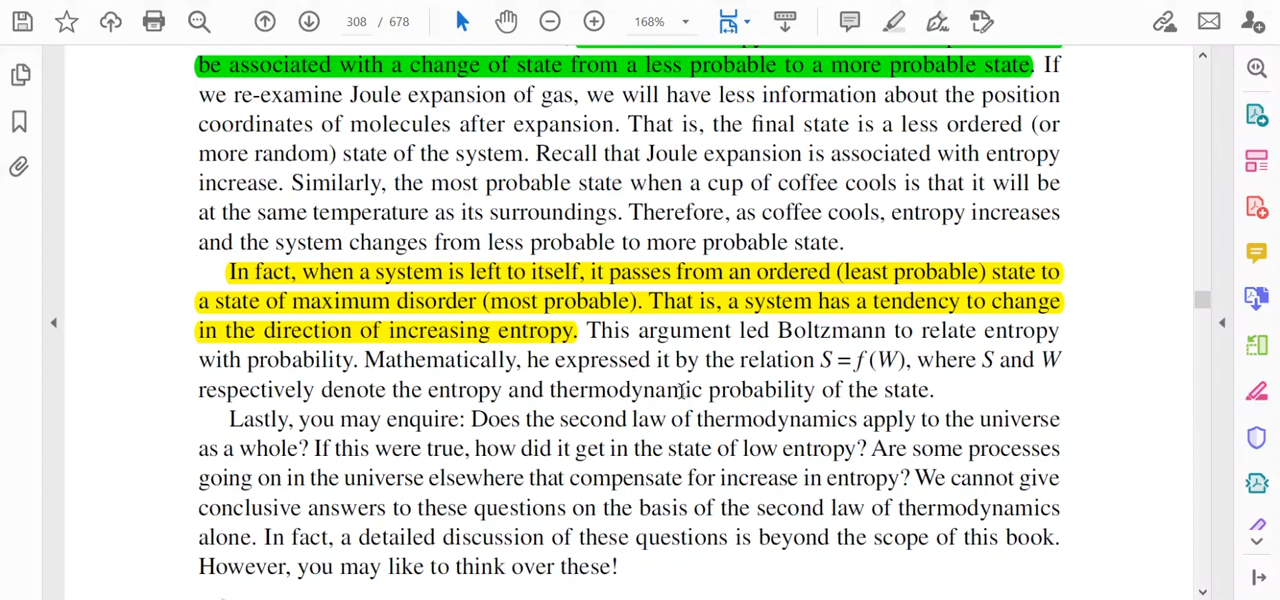 308 / 678
168%
be associated with a change of state from a less probable to a more probable state. If
we re-examine Joule expansion of gas, we will have less information about the position
coordinates of molecules after expansion. That is, the final state is a less ordered (or
more random) state of the system. Recall that Joule expansion is associated with entropy
increase. Similarly, the most probable state when a cup of coffee cools is that it will be
at the same temperature as its surroundings. Therefore, as coffee cools, entropy increases
and the system changes from less probable to more probable state.
In fact, when a system is left to itself, it passes from an ordered (least probable) state to
a state of maximum disorder (most probable). That is, a system has a tendency to change
in the direction of increasing entropy. This argument led Boltzmann to relate entropy
with probability. Mathematically, he expressed it by the relation S = f (W), where S and W
respectively denote the entropy and thermodynamic probability of the state.
Lastly, you may enquire: Does the second law of thermodynamics apply to the universe
as a whole? If this were true, how did it get in the state of low entropy? Are some processes
going on in the universe elsewhere that compensate for increase in entropy? We cannot give
conclusive answers to these questions on the basis of the second law of thermodynamics
alone. In fact, a detailed discussion of these questions is beyond the scope of this book.
However, you may like to think over these!